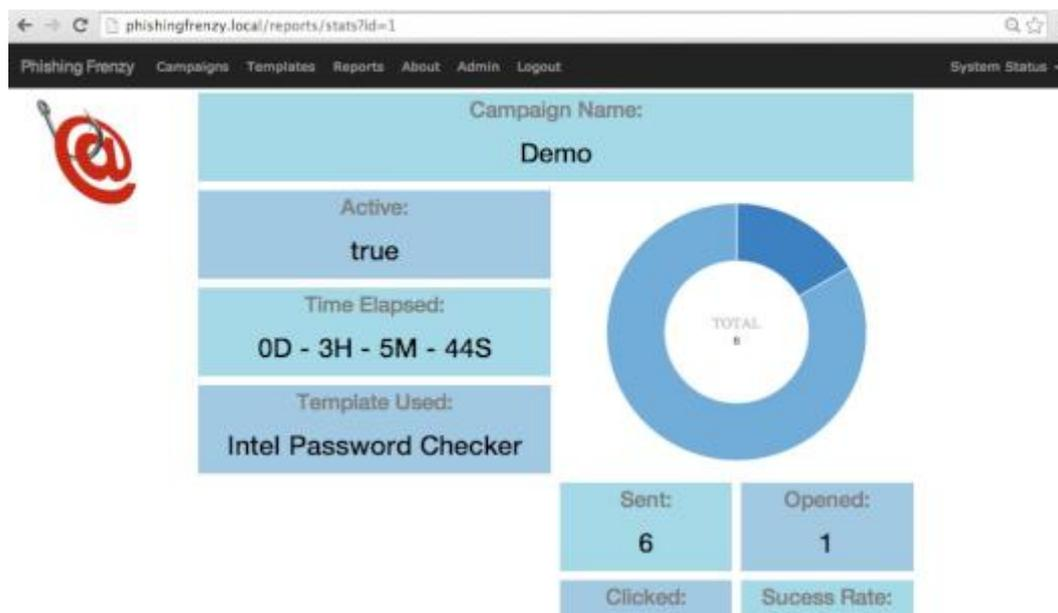 phishingfrenzy.local/reports/stats?id=1
Phishing Frenzy Campaigns Templates Reports About Admin Logout System Status
Campaign Name:
Demo
Active:
true
Time Elapsed:
0D - 3H - 5M - 44S
Template Used:
Intel Password Checker
TOTAL
6
Sent:
6
Opened:
1
Clicked:
Sucess Rate: